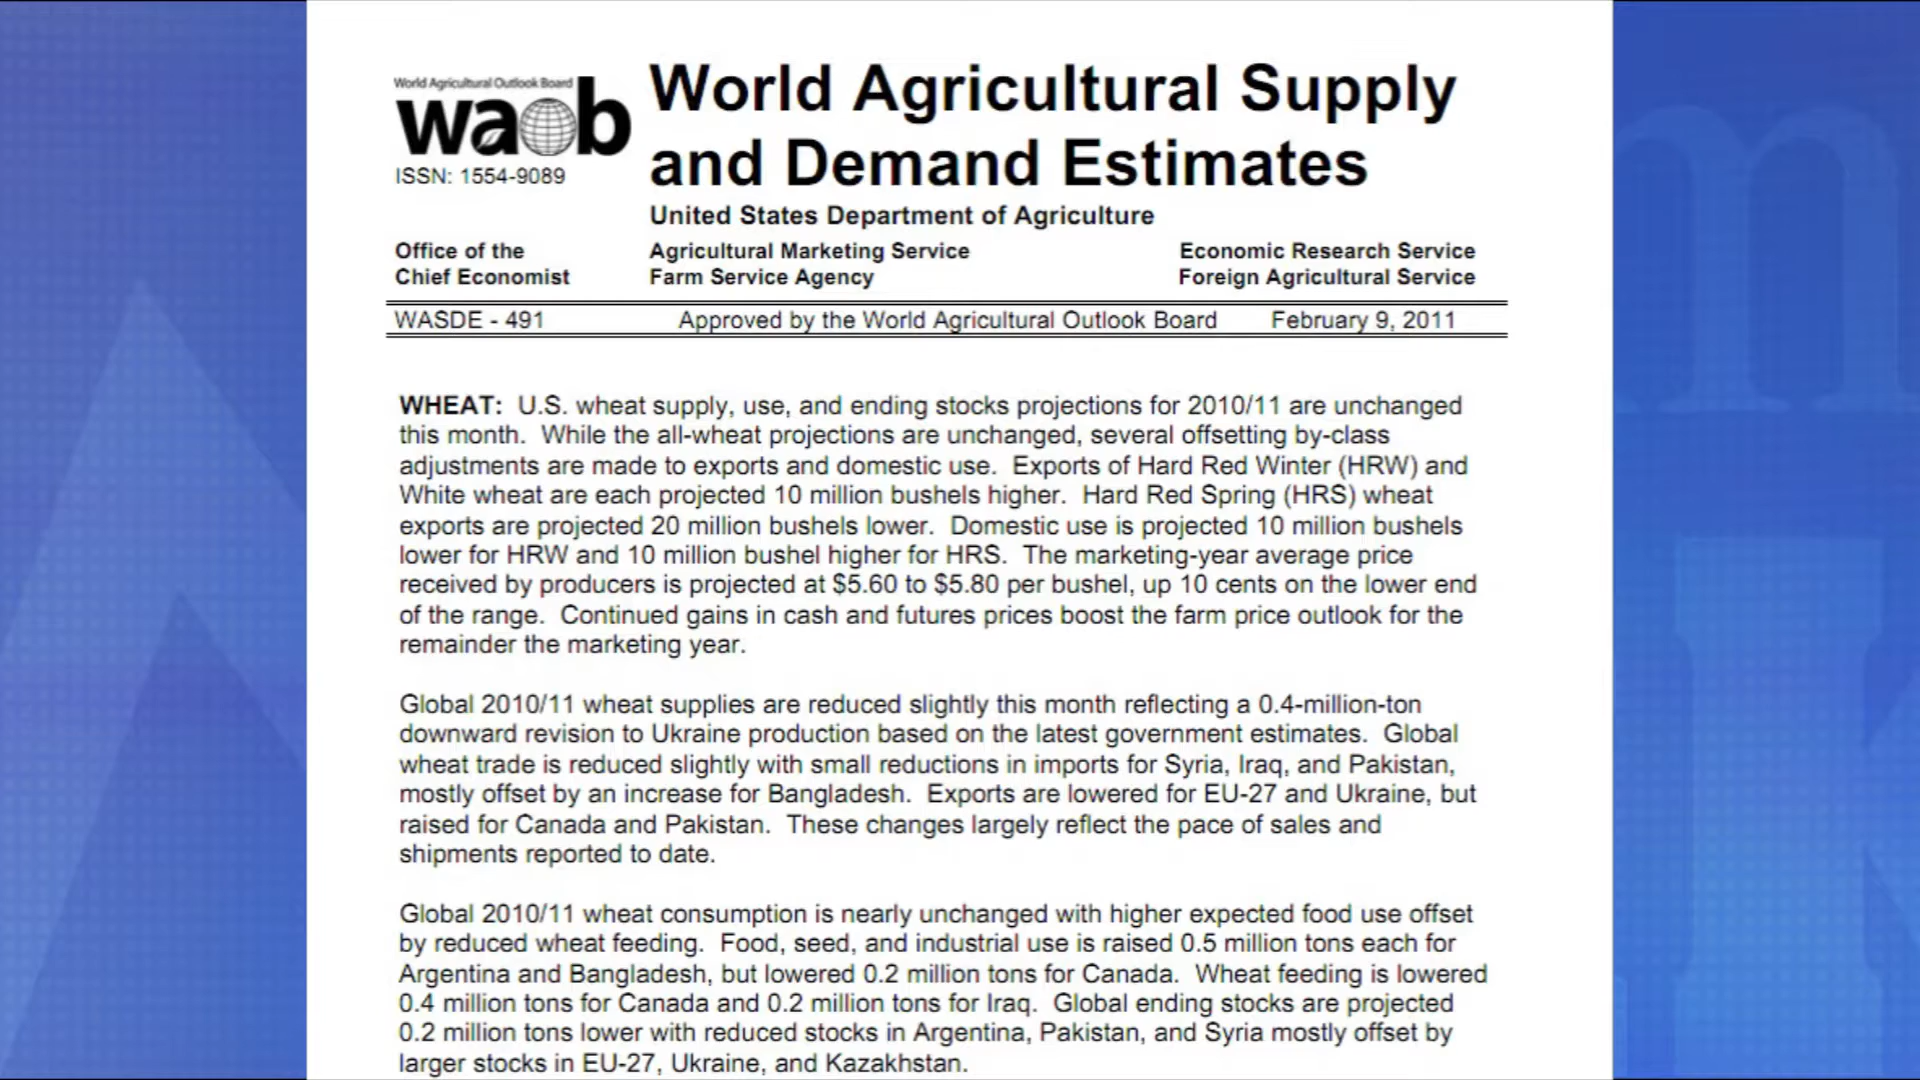 World Agricultural Outlook Board
waob
ISSN: 1554-9089
World Agricultural Supply
and Demand Estimates
United States Department of Agriculture
Office of the
Chief Economist
Agricultural Marketing Service
Farm Service Agency
Economic Research Service
Foreign Agricultural Service
WASDE - 491 Approved by the World Agricultural Outlook Board February 9, 2011
WHEAT: U.S. wheat supply, use, and ending stocks projections for 2010/11 are unchanged
this month. While the all-wheat projections are unchanged, several offsetting by-class
adjustments are made to exports and domestic use. Exports of Hard Red Winter (HRW) and
White wheat are each projected 10 million bushels higher. Hard Red Spring (HRS) wheat
exports are projected 20 million bushels lower. Domestic use is projected 10 million bushels
lower for HRW and 10 million bushel higher for HRS. The marketing-year average price
received by producers is projected at $5.60 to $5.80 per bushel, up 10 cents on the lower end
of the range. Continued gains in cash and futures prices boost the farm price outlook for the
remainder the marketing year.
Global 2010/11 wheat supplies are reduced slightly this month reflecting a 0.4-million-ton
downward revision to Ukraine production based on the latest government estimates. Global
wheat trade is reduced slightly with small reductions in imports for Syria, Iraq, and Pakistan,
mostly offset by an increase for Bangladesh. Exports are lowered for EU-27 and Ukraine, but
raised for Canada and Pakistan. These changes largely reflect the pace of sales and
shipments reported to date.
Global 2010/11 wheat consumption is nearly unchanged with higher expected food use offset
by reduced wheat feeding. Food, seed, and industrial use is raised 0.5 million tons each for
Argentina and Bangladesh, but lowered 0.2 million tons for Canada. Wheat feeding is lowered
0.4 million tons for Canada and 0.2 million tons for Iraq. Global ending stocks are projected
0.2 million tons lower with reduced stocks in Argentina, Pakistan, and Syria mostly offset by
larger stocks in EU-27, Ukraine, and Kazakhstan.